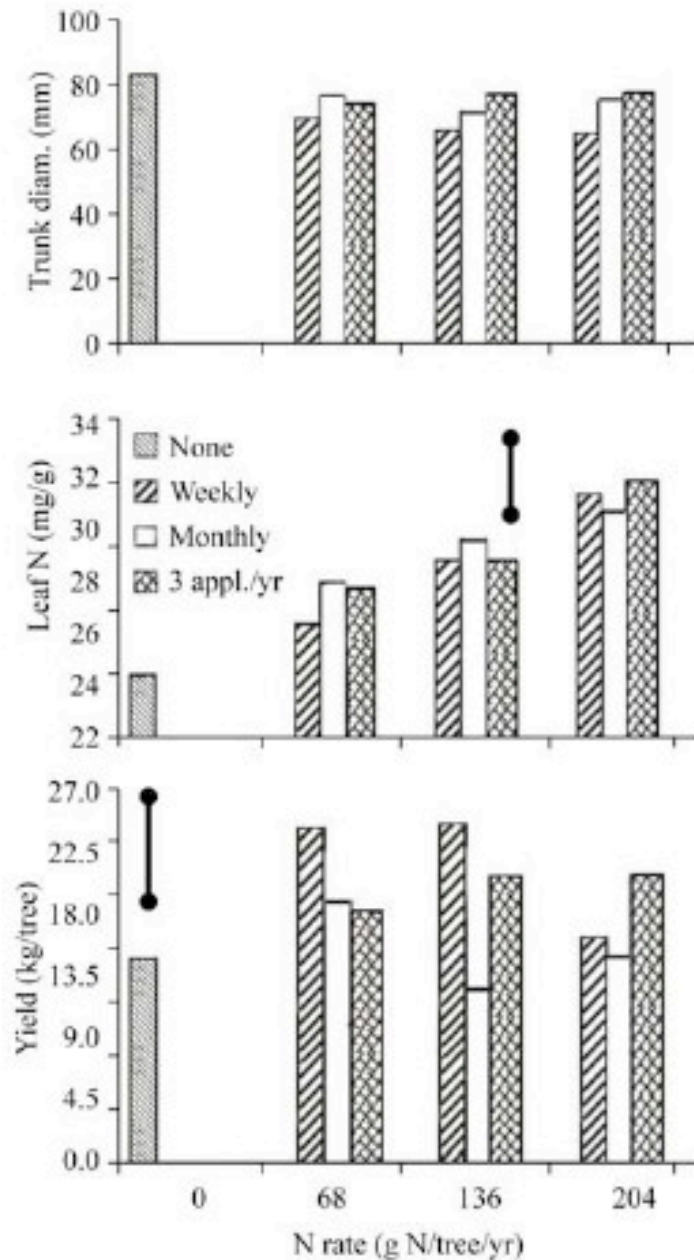 100
80
60
40
20
0
Trunk diam. (mm)
34
32
30
28
26
24
22
Leaf N (mg/g)
None
Weekly
Monthly
3 appl./yr
27.0
22.5
18.0
13.5
9.0
4.5
0.0
Yield (kg/tree)
0 68 136 204
N rate (g N/tree/yr)